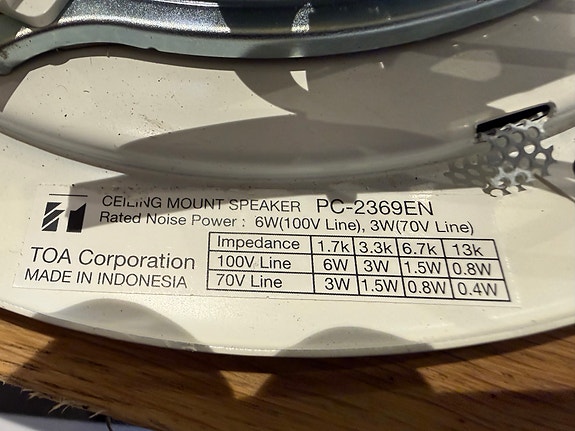 CEILING MOUNT SPEAKER PC-2369EN
Rated Noise Power : 6W(100V Line), 3W(70V Line)
TOA Corporation
MADE IN INDONESIA
Impedance 1.7k 3.3k 6.7k 13k
100V Line 6W 3W 1.5W 0.8W
70V Line 3W 1.5W 0.8W 0.4W